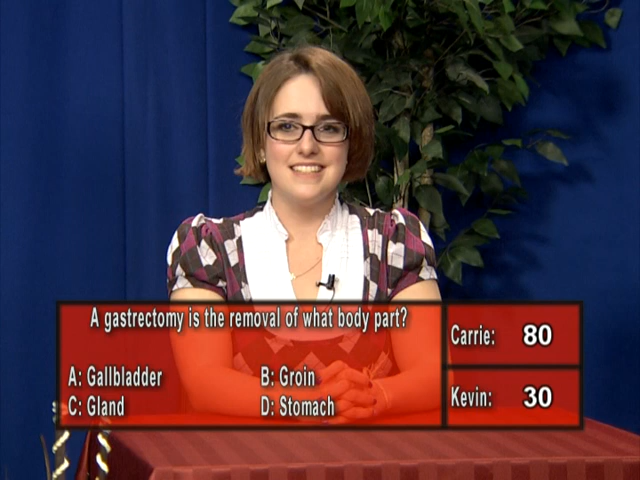 A gastrectomy is the removal of what body part?
A: Gallbladder B: Groin
C: Gland D: Stomach
Carrie: 80
Kevin: 30